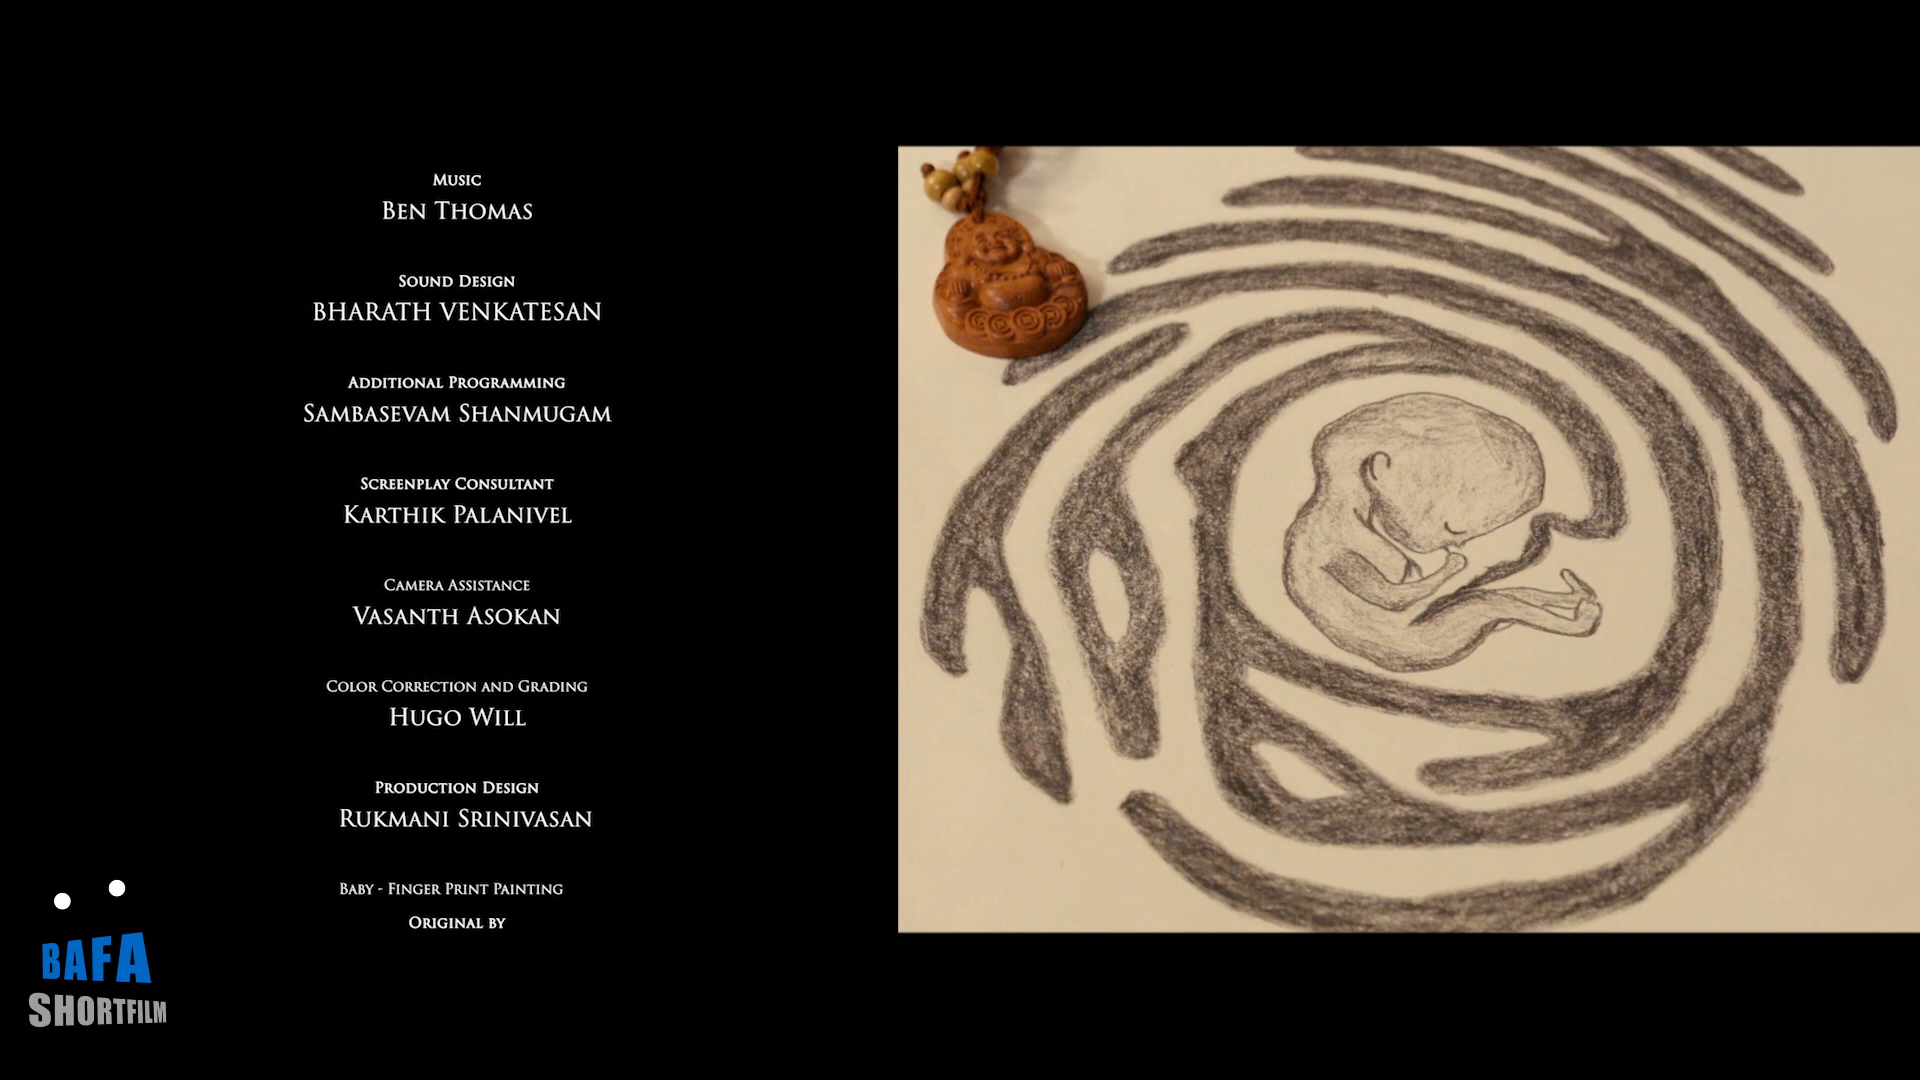 Music
Ben Thomas
Sound Design
BHARATH VENKATESAN
Additional Programming
Sambasevam Shanmugam
Screenplay Consultant
Karthik Palanivel
Camera Assistance
Vasanth Asokan
Color Correction and Grading
Hugo Will
Production Design
Rukmani Srinivasan
Baby - Finger Print Painting
Original by
BAFA
SHORTFILM